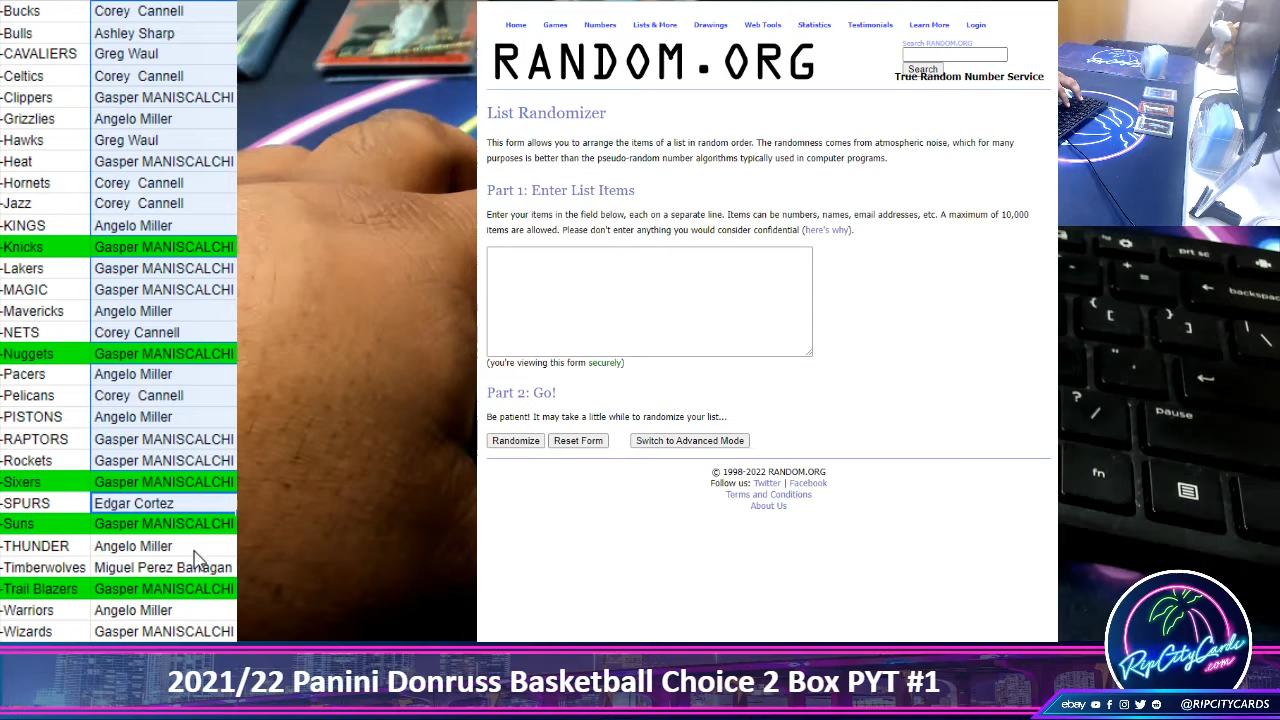 -Bucks Corey Cannell
-Bulls Ashley Sharp
-CAVALIERS Greg Waul
-Celtics Corey Cannell
-Clippers Gasper MANISCALCHI
-Grizzlies Angelo Miller
-Hawks Greg Waul
-Heat Gasper MANISCALCHI
-Hornets Corey Cannell
-Jazz Corey Cannell
-KINGS Angelo Miller
-Knicks Gasper MANISCALCHI
-Lakers Gasper MANISCALCHI
-MAGIC Gasper MANISCALCHI
-Mavericks Angelo Miller
-NETS Corey Cannell
-Nuggets Gasper MANISCALCHI
-Pacers Angelo Miller
-Pelicans Corey Cannell
-PISTONS Angelo Miller
-RAPTORS Gasper MANISCALCHI
-Rockets Gasper MANISCALCHI
-Sixers Gasper MANISCALCHI
-SPURS Edgar Cortez
-Suns Gasper MANISCALCHI
-THUNDER Angelo Miller
-Timberwolves Miguel Perez
-Trail Blazers Gasper MANISCALCHI
-Warriors Angelo Miller
-Wizards Gasper MANISCALCHI
Home Games Numbers Lists & More Drawings Web Tools Statistics Testimonials Learn More Login
RANDOM.ORG
Search RANDOM.ORG
Search
True Random Number Service
List Randomizer
This form allows you to arrange the items of a list in random order. The randomness comes from atmospheric noise, which for many
purposes is better than the pseudo-random number algorithms typically used in computer programs.
Part 1: Enter List Items
Enter your items in the field below, each on a separate line. Items can be numbers, names, email addresses, etc. A maximum of 10,000
items are allowed. Please don't enter anything you would consider confidential (here's why).
(you're viewing this form securely)
Part 2: Go!
Be patient! It may take a little while to randomize your list...
Randomize Reset Form Switch to Advanced Mode
© 1998-2022 RANDOM.ORG
Follow us: Twitter | Facebook
Terms and Conditions
About Us
prt sc
backspac
pause
fn
RipCityCards
.com
2021/22 Panini Donruss Basketball Choice 2 Box PYT #1
ebay @RIPCITYCARDS